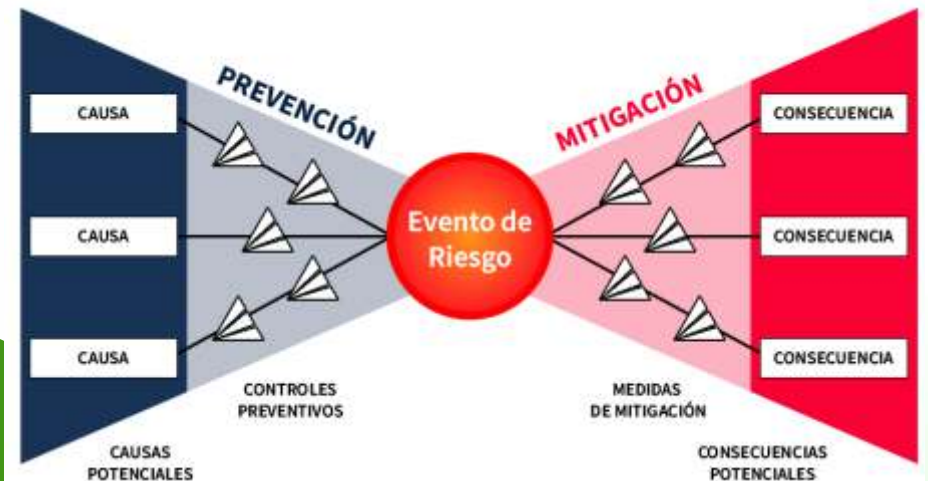 PREVENCIÓN
MITIGACIÓN
CAUSA
CONSECUENCIA
CAUSA
Evento de
Riesgo
CONSECUENCIA
CAUSA
CONSECUENCIA
CONTROLES
PREVENTIVOS
MEDIDAS
DE MITIGACIÓN
CAUSAS
POTENCIALES
CONSECUENCIAS
POTENCIALES